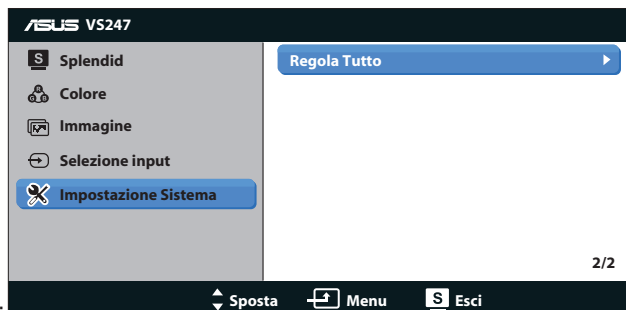 ASUS VS247
S Splendid
Regola Tutto
R G B Colore
Immagine
Selezione input
Impostazione Sistema
2/2
. Sposta Menu S Esci